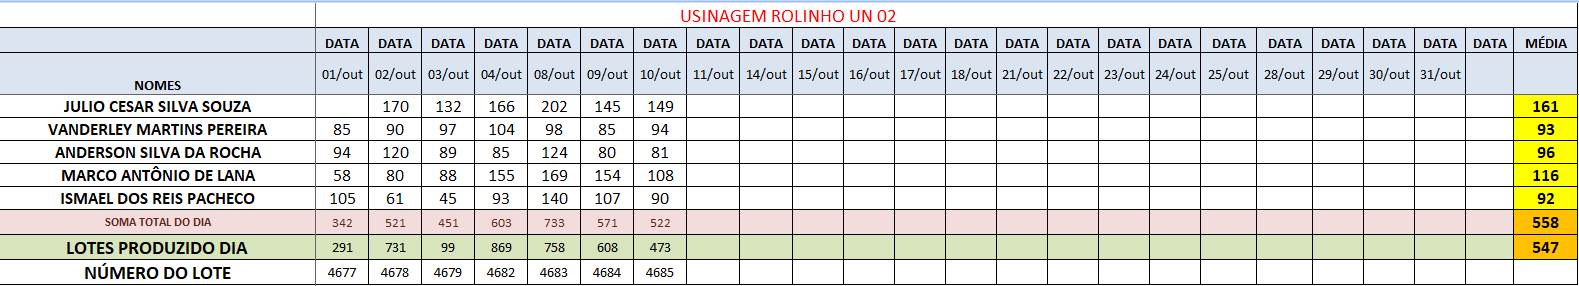 USINAGEM ROLINHO UN 02
DATA DATA DATA DATA DATA DATA DATA DATA DATA DATA DATA DATA DATA DATA DATA DATA DATA DATA DATA DATA DATA DATA DATA MÉDIA
NOMES 01/out 02/out 03/out 04/out 08/out 09/out 10/out 11/out 14/out 15/out 16/out 17/out 18/out 21/out 22/out 23/out 24/out 25/out 28/out 29/out 30/out 31/out
JULIO CESAR SILVA SOUZA 170 132 166 202 145 149 161
VANDERLEY MARTINS PEREIRA 85 90 97 104 98 85 94 93
ANDERSON SILVA DA ROCHA 94 120 89 85 124 80 81 96
MARCO ANTÔNIO DE LANA 58 80 88 155 169 154 108 116
ISMAEL DOS REIS PACHECO 105 61 45 93 140 107 90 92
SOMA TOTAL DO DIA 342 521 451 603 733 571 522 558
LOTES PRODUZIDO DIA 291 731 99 869 758 608 473 547
NÚMERO DO LOTE 4677 4678 4679 4682 4683 4684 4685